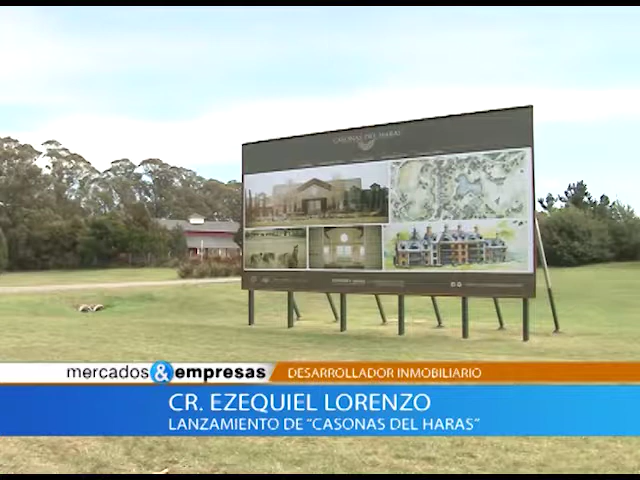 CASONAS DEL HARAS
mercados&empresas
DESARROLLADOR INMOBILIARIO
CR. EZEQUIEL LORENZO
LANZAMIENTO DE “CASONAS DEL HARAS”